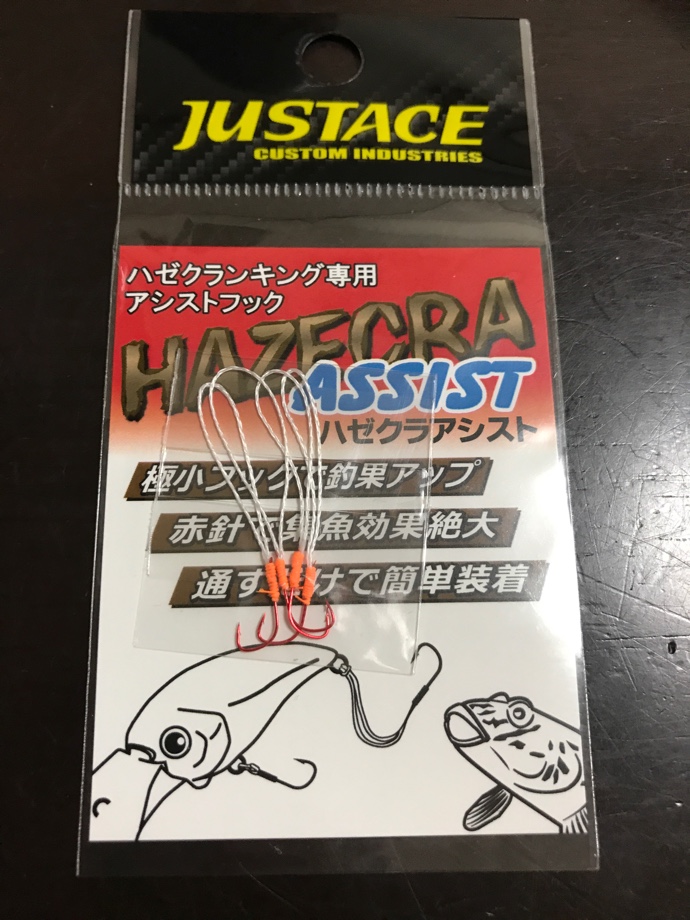 JUSTACE
CUSTOM INDUSTRIES
ハゼクランキング専用
アシストフック
HAZECRA
ASSIST
ハゼクラアシスト
極小フックで釣果アップ
赤針で集魚効果絶大
通すだけで簡単装着